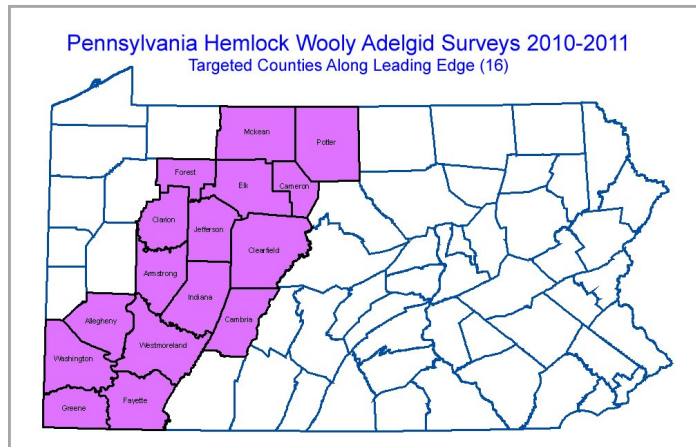 Pennsylvania Hemlock Wooly Adelgid Surveys 2010-2011
Targeted Counties Along Leading Edge (16)
Mckean
Potter
Forest
Elk
Cameron
Clarion
Jefferson
Clearfield
Armstrong
Indiana
Allegheny
Cambria
Westmoreland
Washington
Fayette
Greene